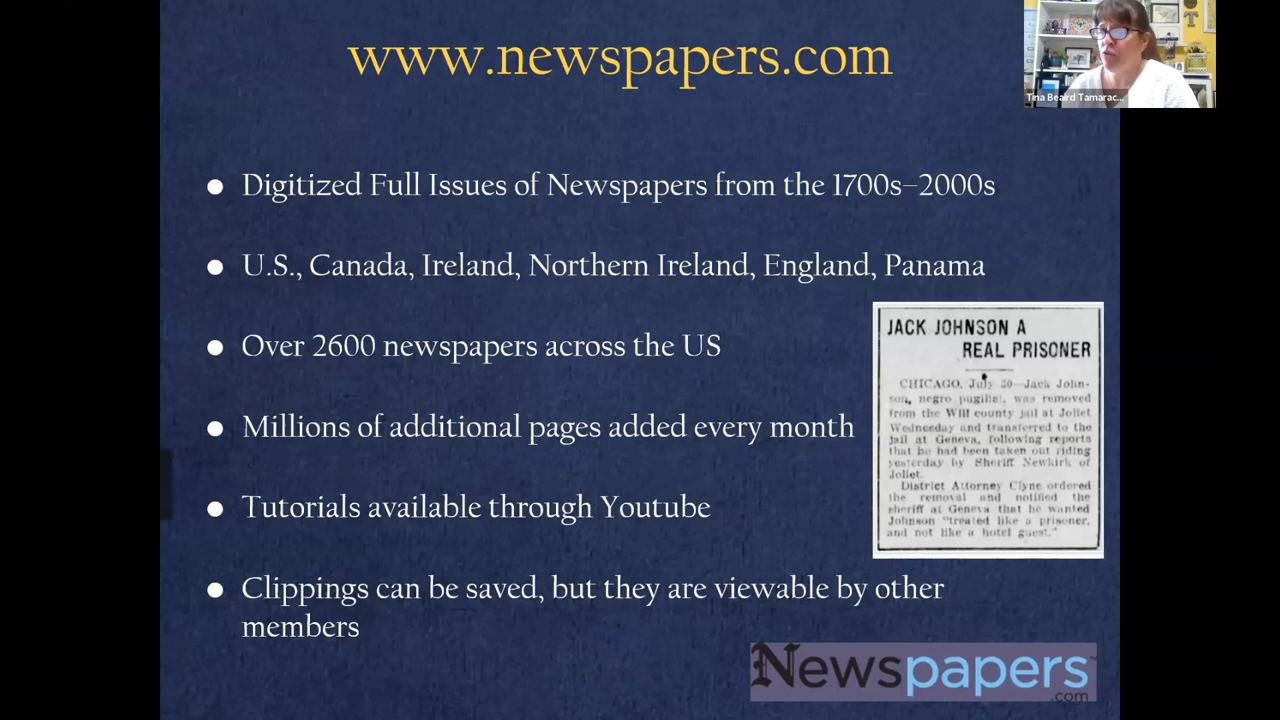 www.newspapers.com
Tina Beaird Tamarac...
• Digitized Full Issues of Newspapers from the 1700s–2000s
• U.S., Canada, Ireland, Northern Ireland, England, Panama
• Over 2600 newspapers across the US
• Millions of additional pages added every month
• Tutorials available through Youtube
• Clippings can be saved, but they are viewable by other
members
JACK JOHNSON A
REAL PRISONER
CHICAGO, July 30—Jack John-
son, negro pugilist, was removed
from the Will county jail at Joliet
Wednesday and transferred to the
jail at Geneva, following reports
that he had been taken out riding
yesterday by Sheriff Newkirk of
Joliet.
District Attorney Clyne ordered
the removal and notified the
sheriff at Geneva that he wanted
Johnson "treated like a prisoner,
and not like a hotel guest."
Newspapers
.com